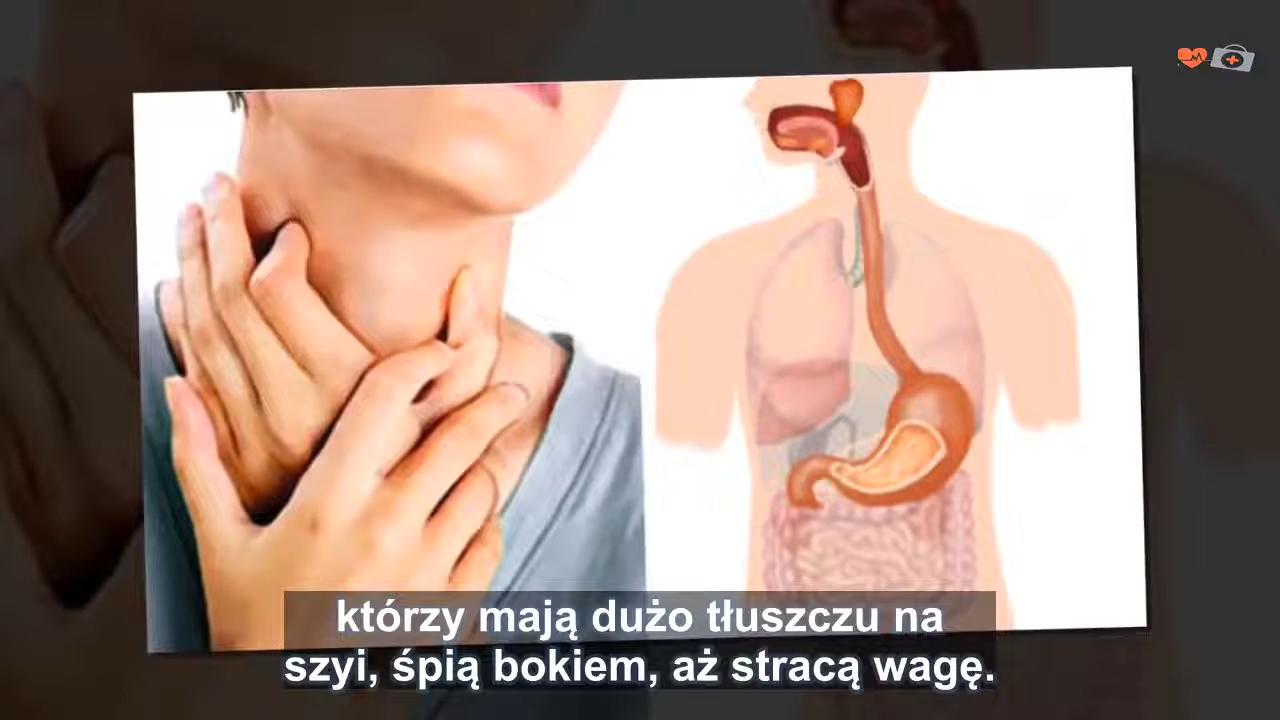 którzy mają dużo tłuszczu na
szyi, śpią bokiem, aż stracą wagę.